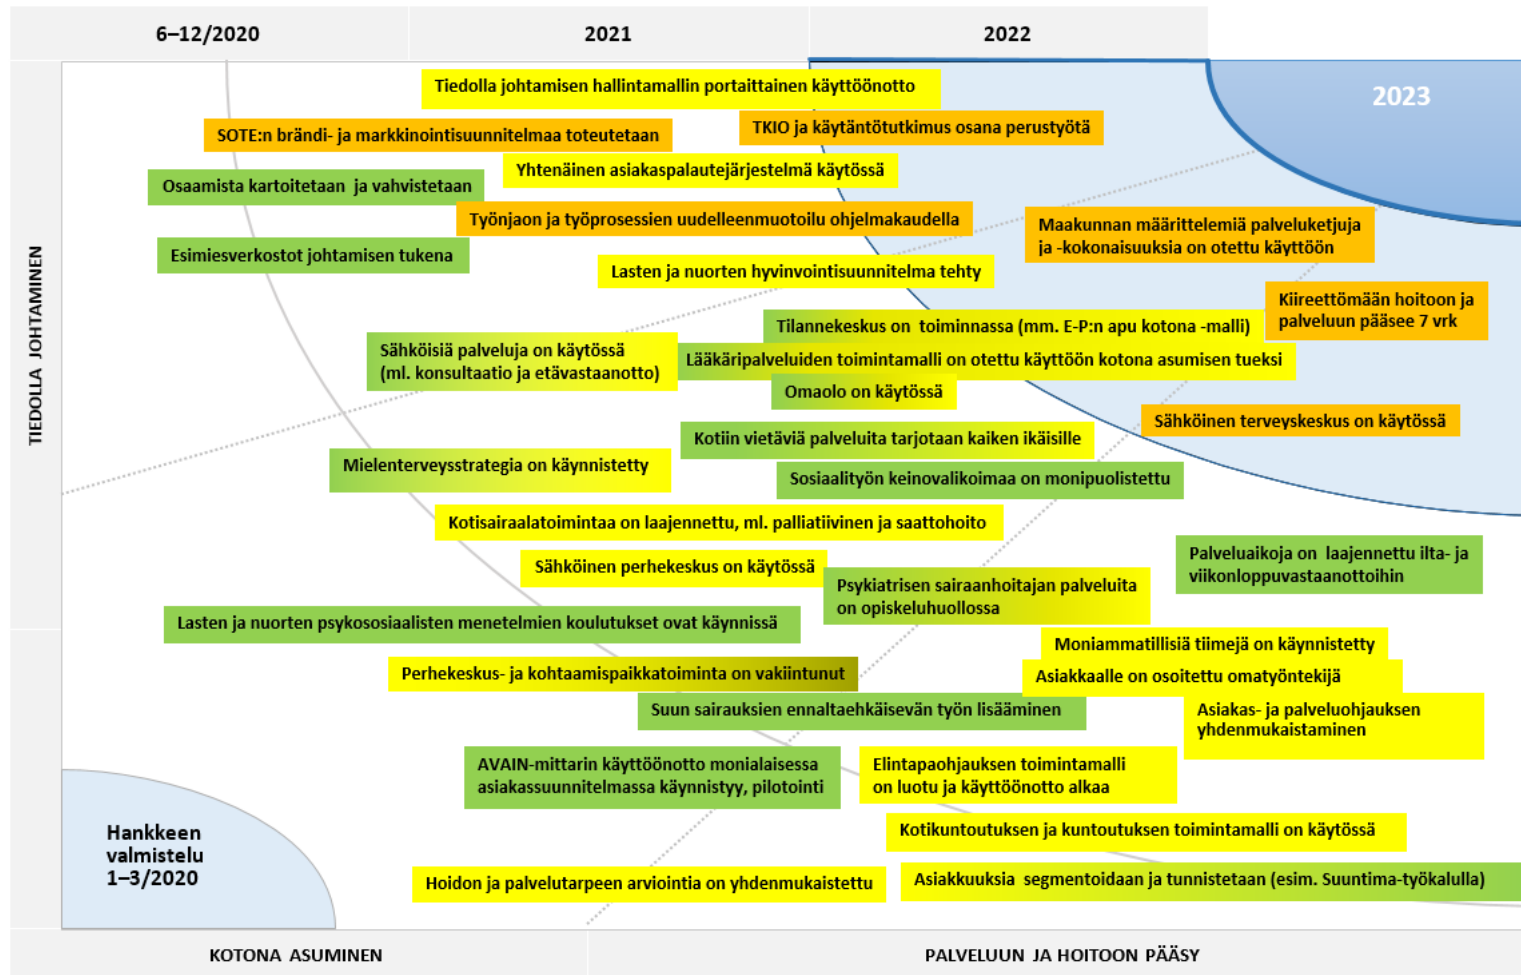 6–12/2020
2021
2022
2023
Tiedolla johtamisen hallintamallin portaittainen käyttöönotto
SOTE:n brändi- ja markkinointisuunnitelmaa toteutetaan
TKIO ja käytäntötutkimus osana perustyötä
Yhtenäinen asiakaspalautejärjestelmä käytössä
Osaamista kartoitetaan ja vahvistetaan
Työnjaon ja työprosessien uudelleenmuotoilu ohjelmakaudella
Maakunnan määrittelemiä palveluketjuja
ja -kokonaisuuksia on otettu käyttöön
Esimiesverkostot johtamisen tukena
Lasten ja nuorten hyvinvointisuunnitelma tehty
Kiireettömään hoitoon ja
palveluun pääsee 7 vrk
Tilannekeskus on toiminnassa (mm. E-P:n apu kotona -malli)
Sähköisiä palveluja on käytössä
(ml. konsultaatio ja etävastaanotto)
Lääkäripalveluiden toimintamalli on otettu käyttöön kotona asumisen tueksi
Omaolo on käytössä
Sähköinen terveyskeskus on käytössä
Kotiin vietäviä palveluita tarjotaan kaiken ikäisille
Mielenterveysstrategia on käynnistetty
Sosiaalityön keinovalikoimaa on monipuolistettu
Kotisairaalatoimintaa on laajennettu, ml. palliatiivinen ja saattohoito
Sähköinen perhekeskus on käytössä
Palveluaikoja on laajennettu ilta- ja
viikonloppuvastaanottoihin
Psykiatrisen sairaanhoitajan palveluita
on opiskeluhuollossa
Lasten ja nuorten psykososiaalisten menetelmien koulutukset ovat käynnissä
Moniammatillisiä tiimejä on käynnistetty
Perhekeskus- ja kohtaamispaikkatoiminta on vakiintunut
Asiakkaalle on osoitettu omatyöntekijä
Suun sairauksien ennaltaehkäisevän työn lisääminen
Asiakas- ja palveluohjauksen
yhdenmukaistaminen
AVAIN-mittarin käyttöönotto monialaisessa
asiakassuunnitelmassa käynnistyy, pilotointi
Elintapaohjauksen toimintamalli
on luotu ja käyttöönotto alkaa
Kotikuntoutuksen ja kuntoutuksen toimintamalli on käytössä
Hankkeen
valmistelu
1–3/2020
Hoidon ja palvelutarpeen arviointia on yhdenmukaistettu
Asiakkuuksia segmentoidaan ja tunnistetaan (esim. Suuntima-työkalulla)
TIEDOLLA JOHTAMINEN
KOTONA ASUMINEN
PALVELUUN JA HOITOON PÄÄSY